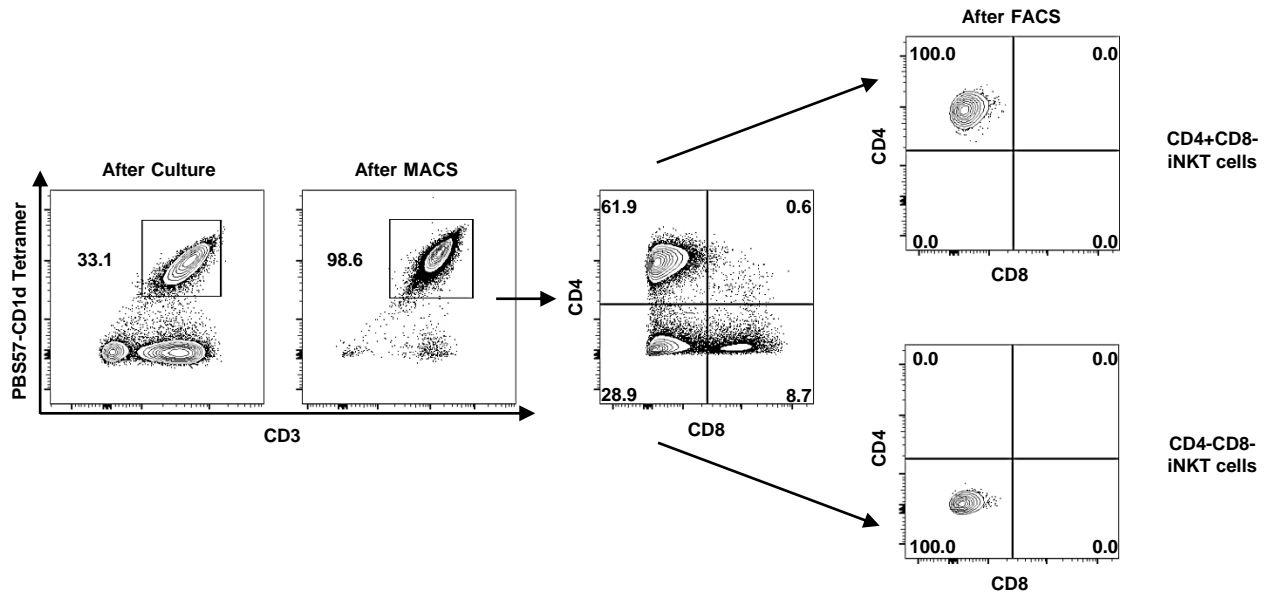 After FACS
100.0
0.0
CD4
0.0
0.0
CD8
CD4+CD8-
iNKT cells
After Culture
After MACS
PBS57-CD1d Tetramer
33.1
98.6
CD3
61.9
0.6
CD4
28.9
8.7
CD8
0.0
0.0
CD4
100.0
0.0
CD8
CD4-CD8-
iNKT cells